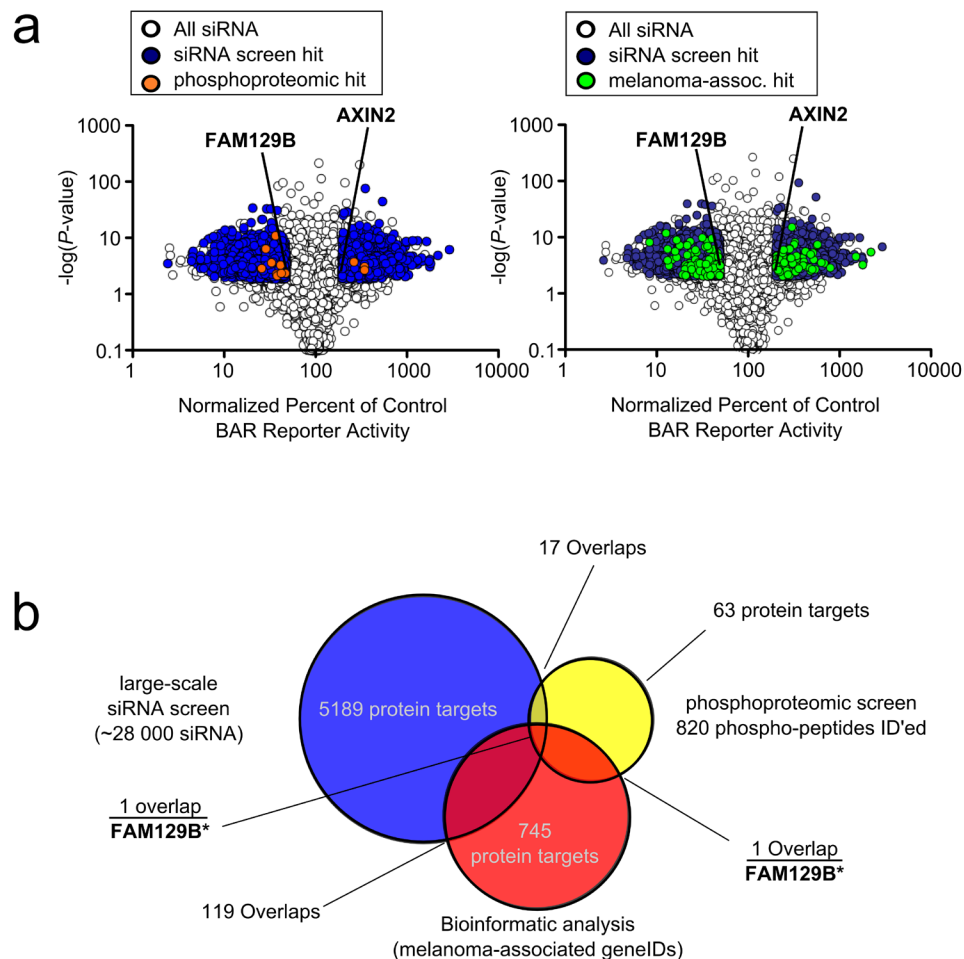 a
All siRNA
siRNA screen hit
phosphoproteomic hit
FAM129B
AXIN2
1000
100
10
1
0.1
-log(P-value)
1
10
100
1000
10000
Normalized Percent of Control
BAR Reporter Activity
All siRNA
siRNA screen hit
melanoma-assoc. hit
FAM129B
AXIN2
1000
100
10
1
0.1
-log(P-value)
1
10
100
1000
10000
Normalized Percent of Control
BAR Reporter Activity
b
17 Overlaps
63 protein targets
large-scale
siRNA screen
(~28 000 siRNA)
5189 protein targets
phosphoproteomic screen
820 phospho-peptides ID'ed
1 overlap
FAM129B*
745
protein targets
1 Overlap
FAM129B*
119 Overlaps
Bioinformatic analysis
(melanoma-associated geneIDs)